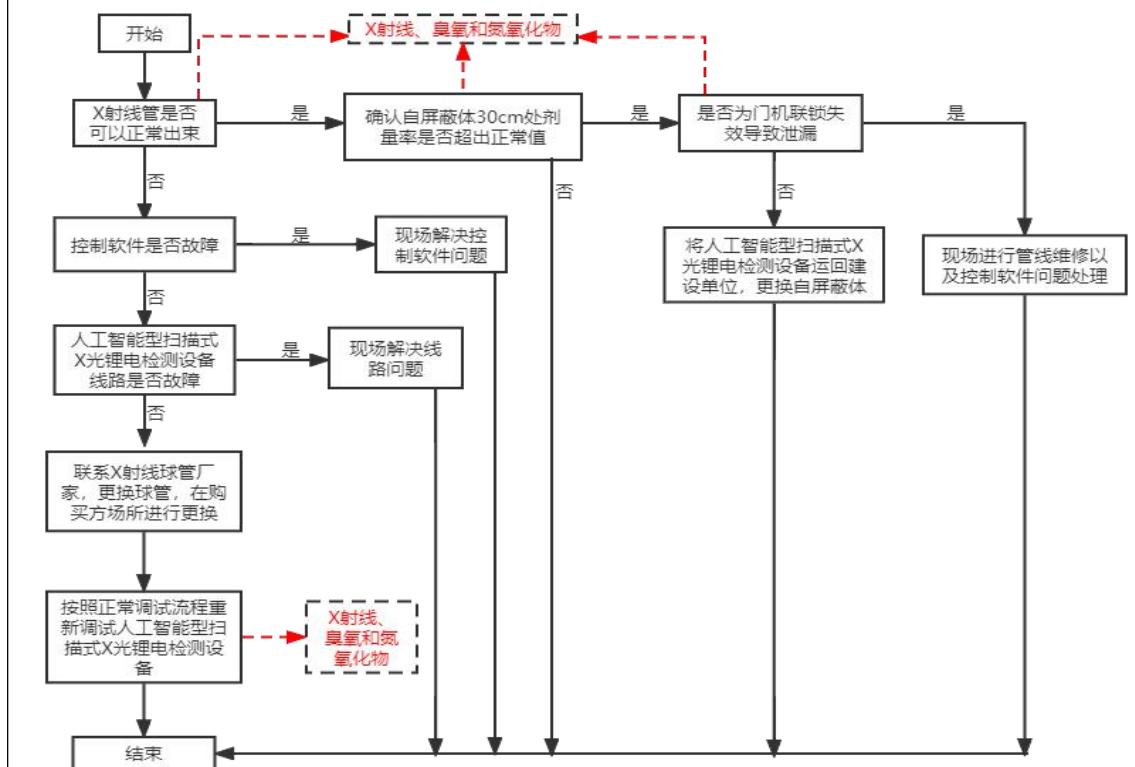 开始
X射线、臭氧和氮氧化物
X射线管是否
可以正常出束
是
确认自屏蔽体30cm处剂
量率是否超出正常值
是
是否为门机联锁失
效导致泄漏
是
否
否
否
控制软件是否故障
是
现场解决控
制软件问题
将人工智能型扫描式X
光锂电检测设备运回建
设单位，更换自屏蔽体
现场进行管线维修以
及控制软件问题处理
否
人工智能型扫描式
X光锂电检测设备
线路是否故障
是
现场解决线
路问题
否
联系X射线球管厂
家，更换球管，在购
买方场所进行更换
按照正常调试流程重
新调试人工智能型扫
描式X光锂电检测设
备
X射线、
臭氧和氮
氧化物
结束